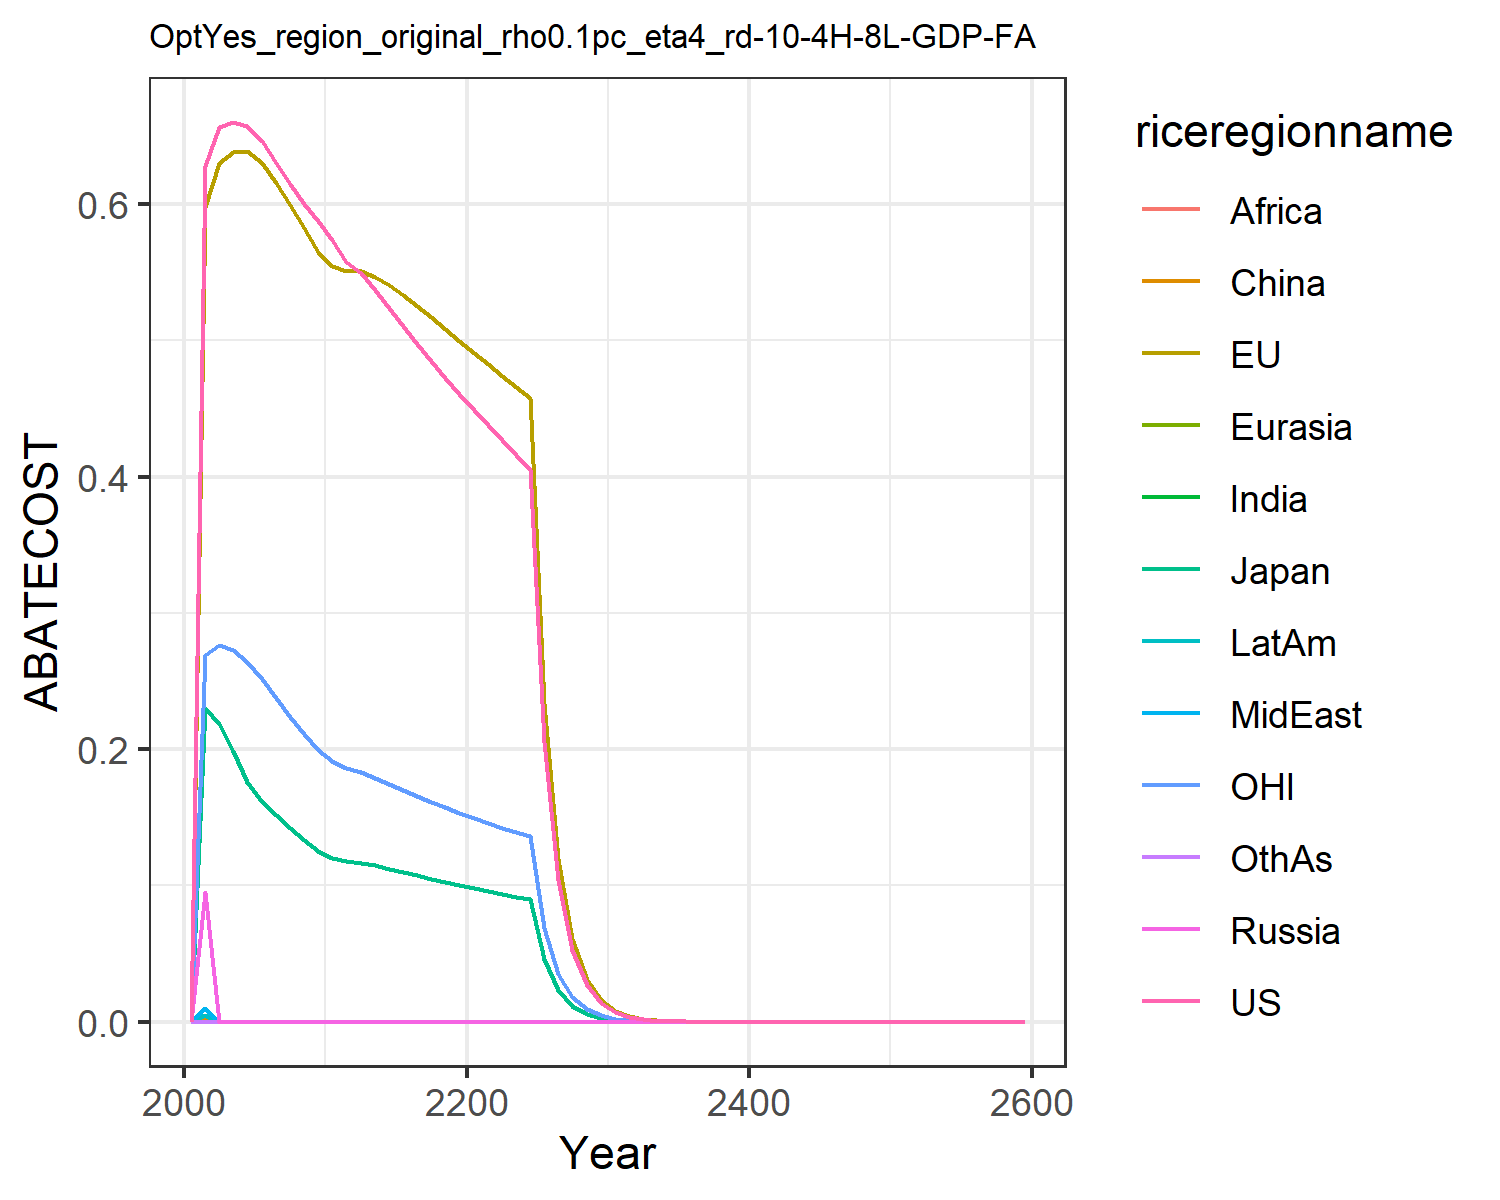 OptYes_region_original_rho0.1pc_eta4_rd-10-4H-8L-GDP-FA
riceregionname
Africa
China
EU
Eurasia
India
Japan
LatAm
MidEast
OHI
OthAs
Russia
US
ABATECOST
0.6
0.4
0.2
0.0
2000
2200
2400
2600
Year